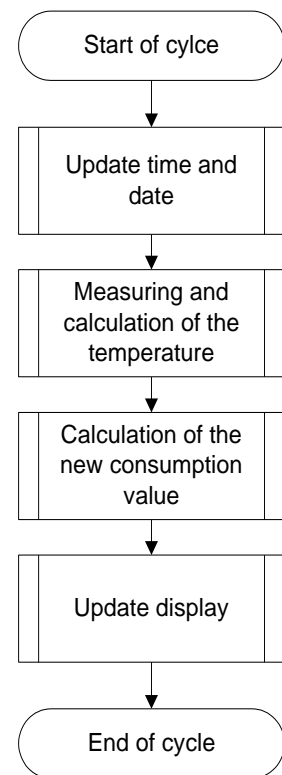 Start of cylce
Update time and
date
Measuring and
calculation of the
temperature
Calculation of the
new consumption
value
Update display
End of cycle